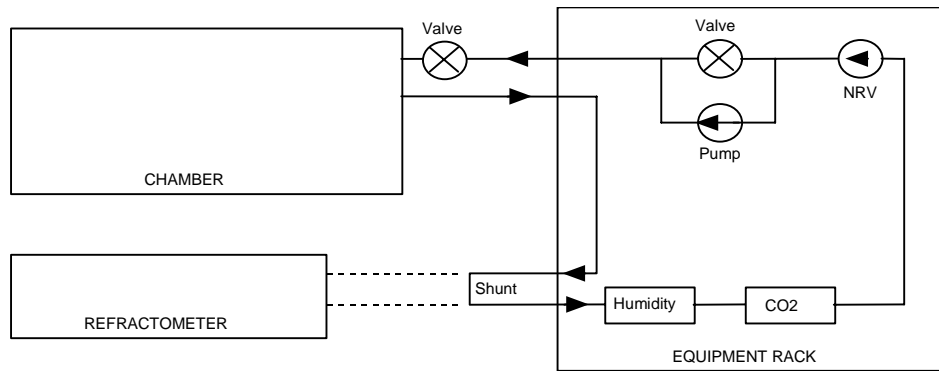 Valve
Valve
NRV
Pump
CHAMBER
Shunt
Humidity
CO2
REFRACTOMETER
EQUIPMENT RACK